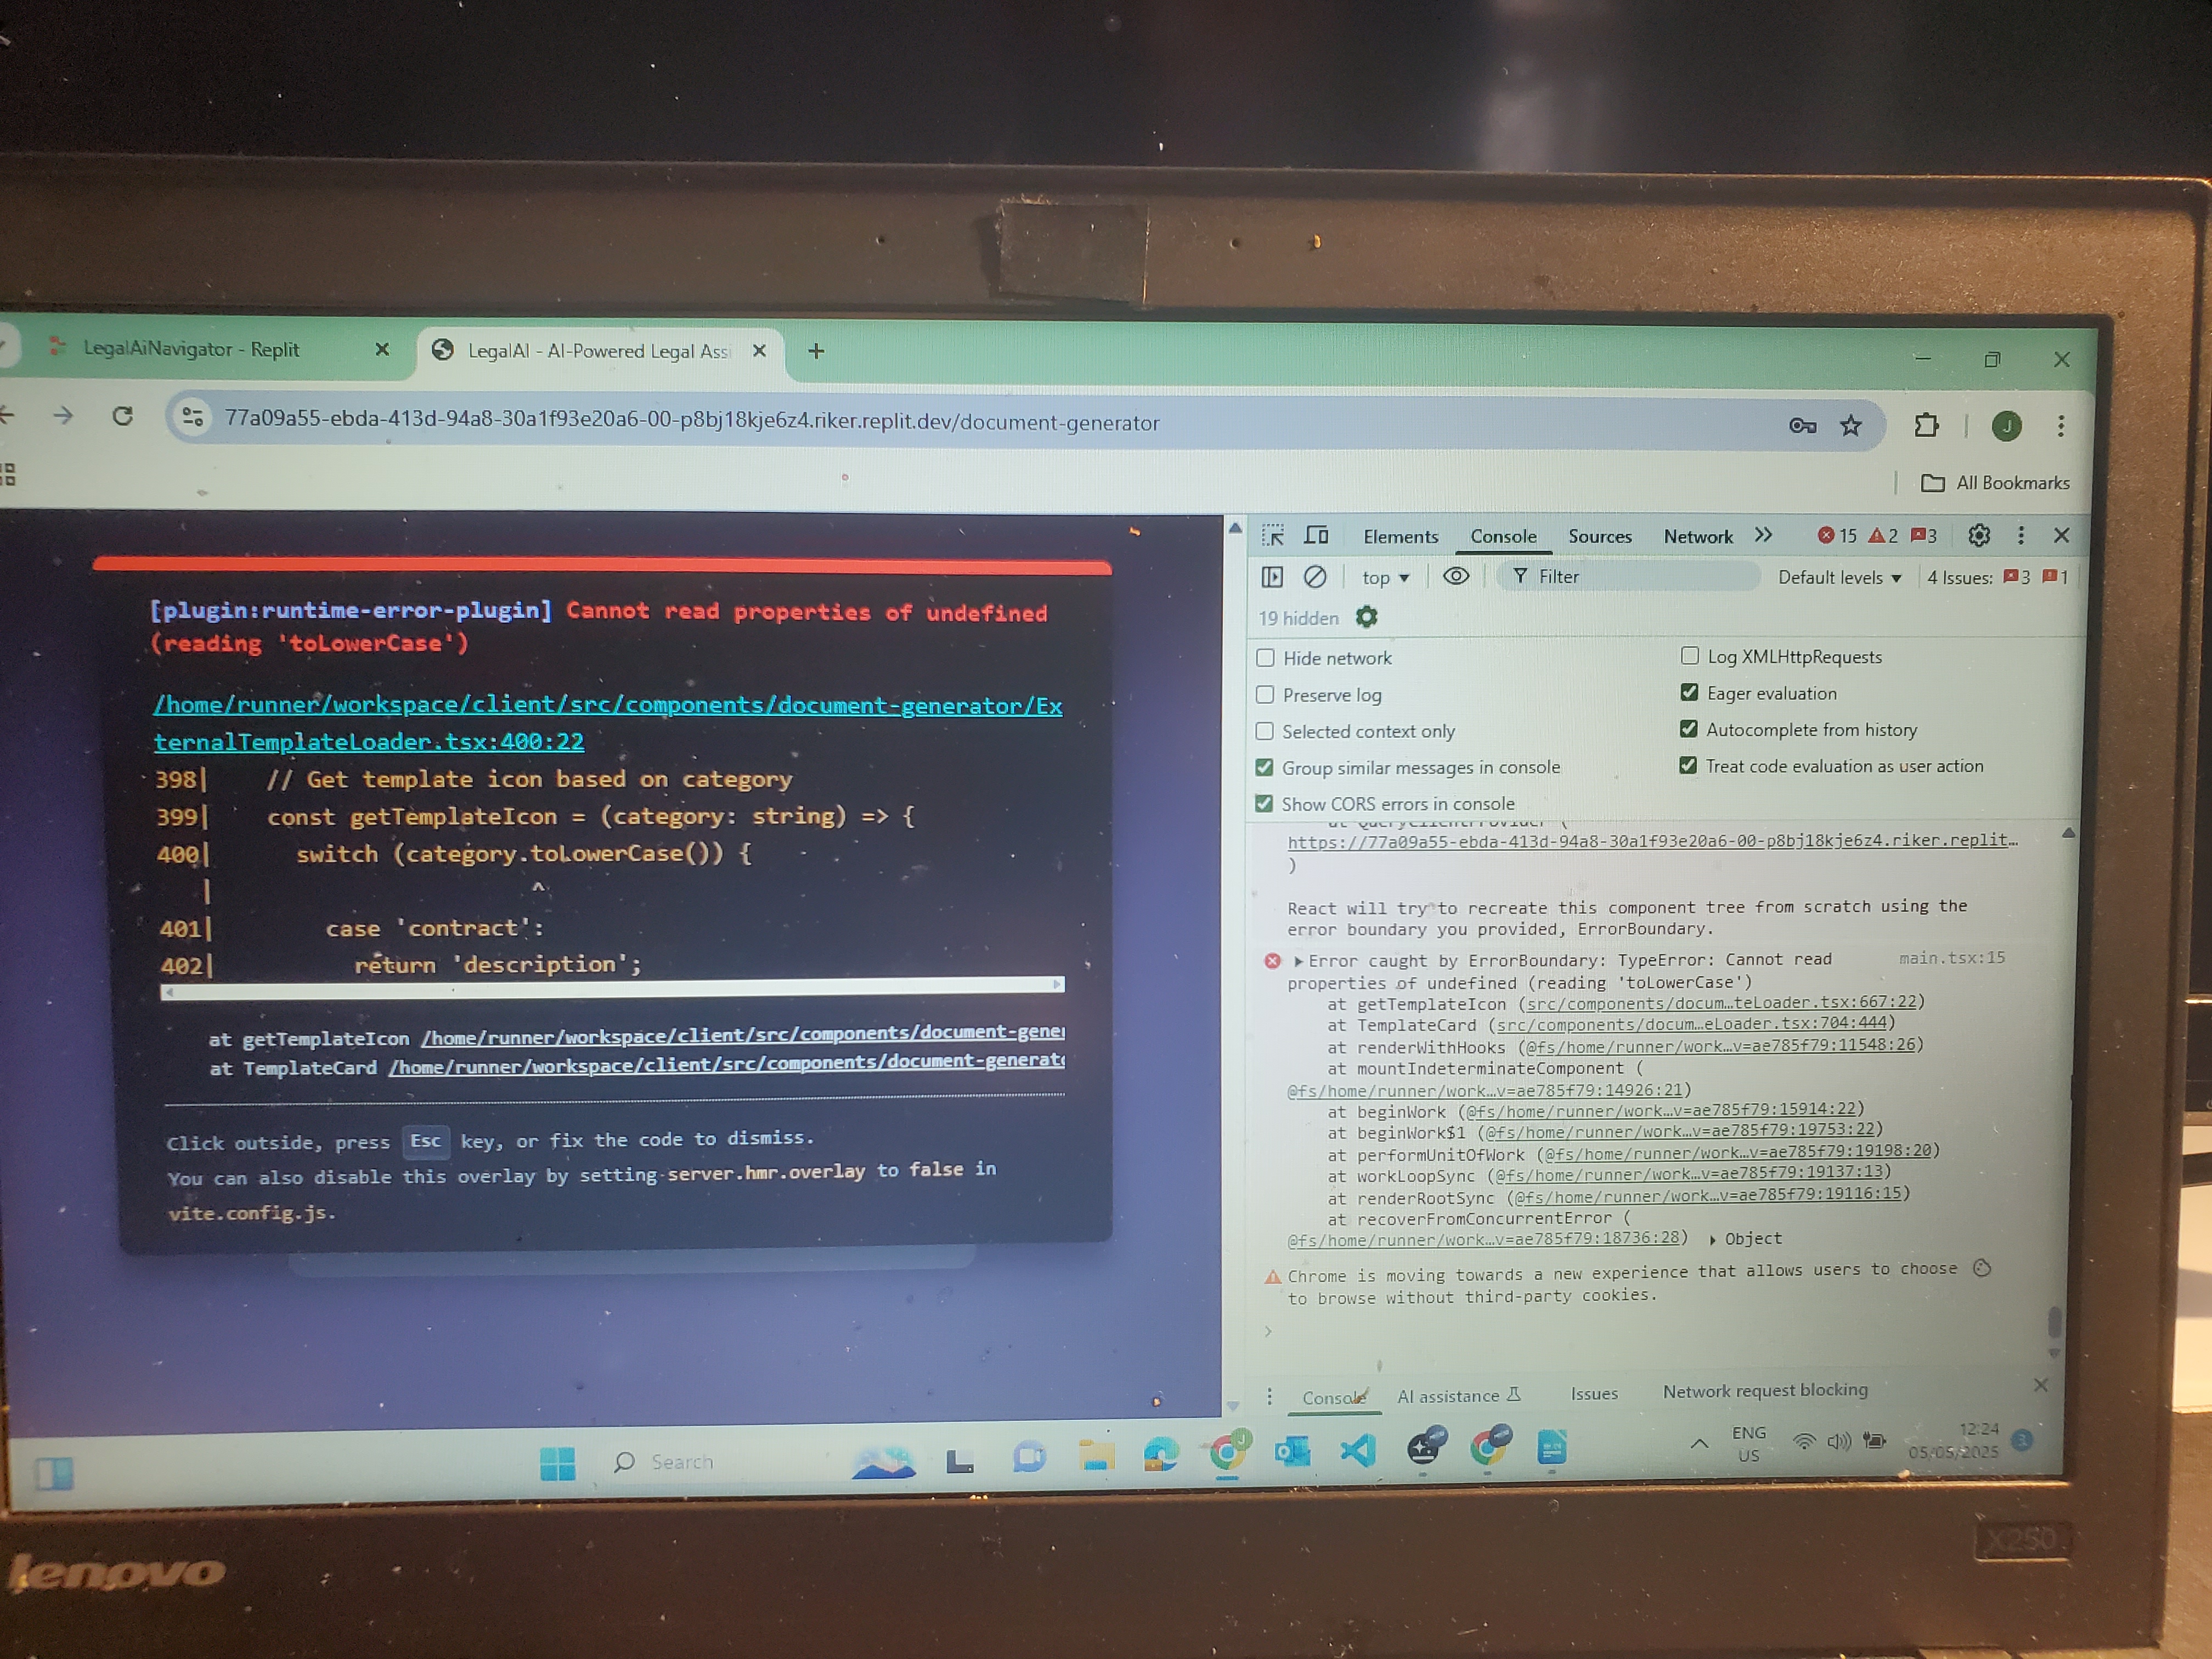 LegalAiNavigator - Replit
LegalAI - AI-Powered Legal Assi
77a09a55-ebda-413d-94a8-30a1f93e20a6-00-p8bj18kje6z4.riker.replit.dev/document-generator
J
All Bookmarks
[plugin:runtime-error-plugin] Cannot read properties of undefined
(reading 'toLowerCase')
/home/runner/workspace/client/src/components/document-generator/Ex
ternalTemplateLoader.tsx:400:22
398|    // Get template icon based on category
399|    const getTemplateIcon = (category: string) => {
400|      switch (category.toLowerCase()) {
|                      ^
401|        case 'contract':
402|          return 'description';
at getTemplateIcon /home/runner/workspace/client/src/components/document-gener
at TemplateCard /home/runner/workspace/client/src/components/document-generato
Click outside, press Esc key, or fix the code to dismiss.
You can also disable this overlay by setting server.hmr.overlay to false in
vite.config.js.
Elements Console Sources Network 15 2 3
top Filter Default levels 4 Issues: 3 1
19 hidden
Hide network
Log XMLHttpRequests
Preserve log
Eager evaluation
Selected context only
Autocomplete from history
Group similar messages in console
Treat code evaluation as user action
Show CORS errors in console
at QueryClientProvider (
https://77a09a55-ebda-413d-94a8-30a1f93e20a6-00-p8bj18kje6z4.riker.replit…
)
React will try to recreate this component tree from scratch using the
error boundary you provided, ErrorBoundary.
Error caught by ErrorBoundary: TypeError: Cannot read main.tsx:15
properties of undefined (reading 'toLowerCase')
at getTemplateIcon (src/components/docum…teLoader.tsx:667:22)
at TemplateCard (src/components/docum…eLoader.tsx:704:444)
at renderWithHooks (@fs/home/runner/work…v=ae785f79:11548:26)
at mountIndeterminateComponent (
@fs/home/runner/work…v=ae785f79:14926:21)
at beginWork (@fs/home/runner/work…v=ae785f79:15914:22)
at beginWork$1 (@fs/home/runner/work…v=ae785f79:19753:22)
at performUnitOfWork (@fs/home/runner/work…v=ae785f79:19198:20)
at workLoopSync (@fs/home/runner/work…v=ae785f79:19137:13)
at renderRootSync (@fs/home/runner/work…v=ae785f79:19116:15)
at recoverFromConcurrentError (
@fs/home/runner/work…v=ae785f79:18736:28) Object
Chrome is moving towards a new experience that allows users to choose
to browse without third-party cookies.
Console AI assistance Issues Network request blocking
Search
ENG
US
12:24
05/05/2025
lenovo
X250